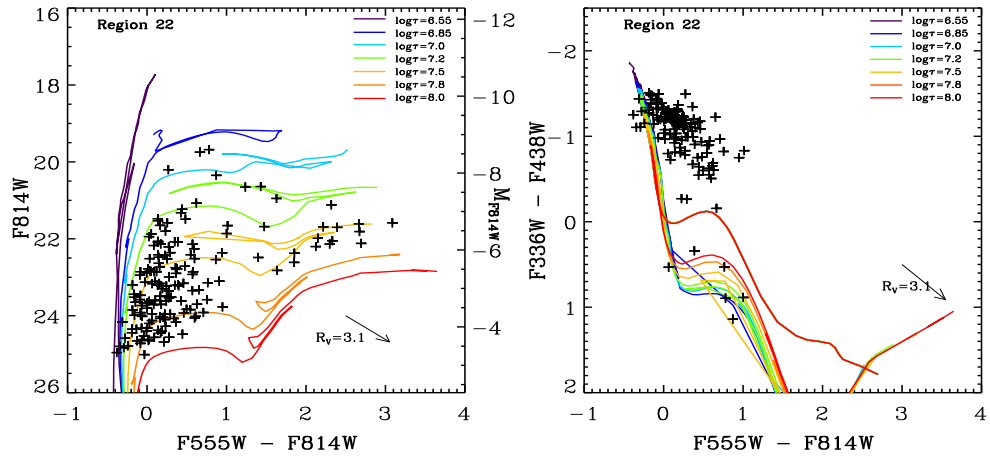 Region 22
logτ=6.55
logτ=6.85
logτ=7.0
logτ=7.2
logτ=7.5
logτ=7.8
logτ=8.0
16
18
20
22
24
26
F814W
−12
−10
−8
−6
−4
M_F814W
R_V=3.1
−1 0 1 2 3 4
F555W − F814W
Region 22
logτ=6.55
logτ=6.85
logτ=7.0
logτ=7.2
logτ=7.5
logτ=7.8
logτ=8.0
−2
−1
0
1
2
F336W − F438W
R_V=3.1
−1 0 1 2 3 4
F555W − F814W